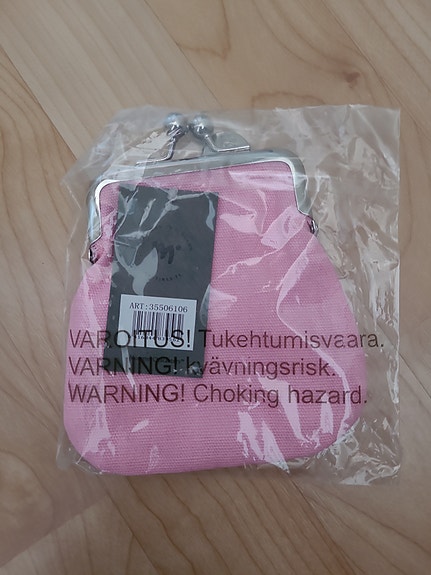 ART:35506106
VAROITUS! Tukehtumisvaara.
VARNING! kvävningsrisk.
WARNING! Choking hazard.